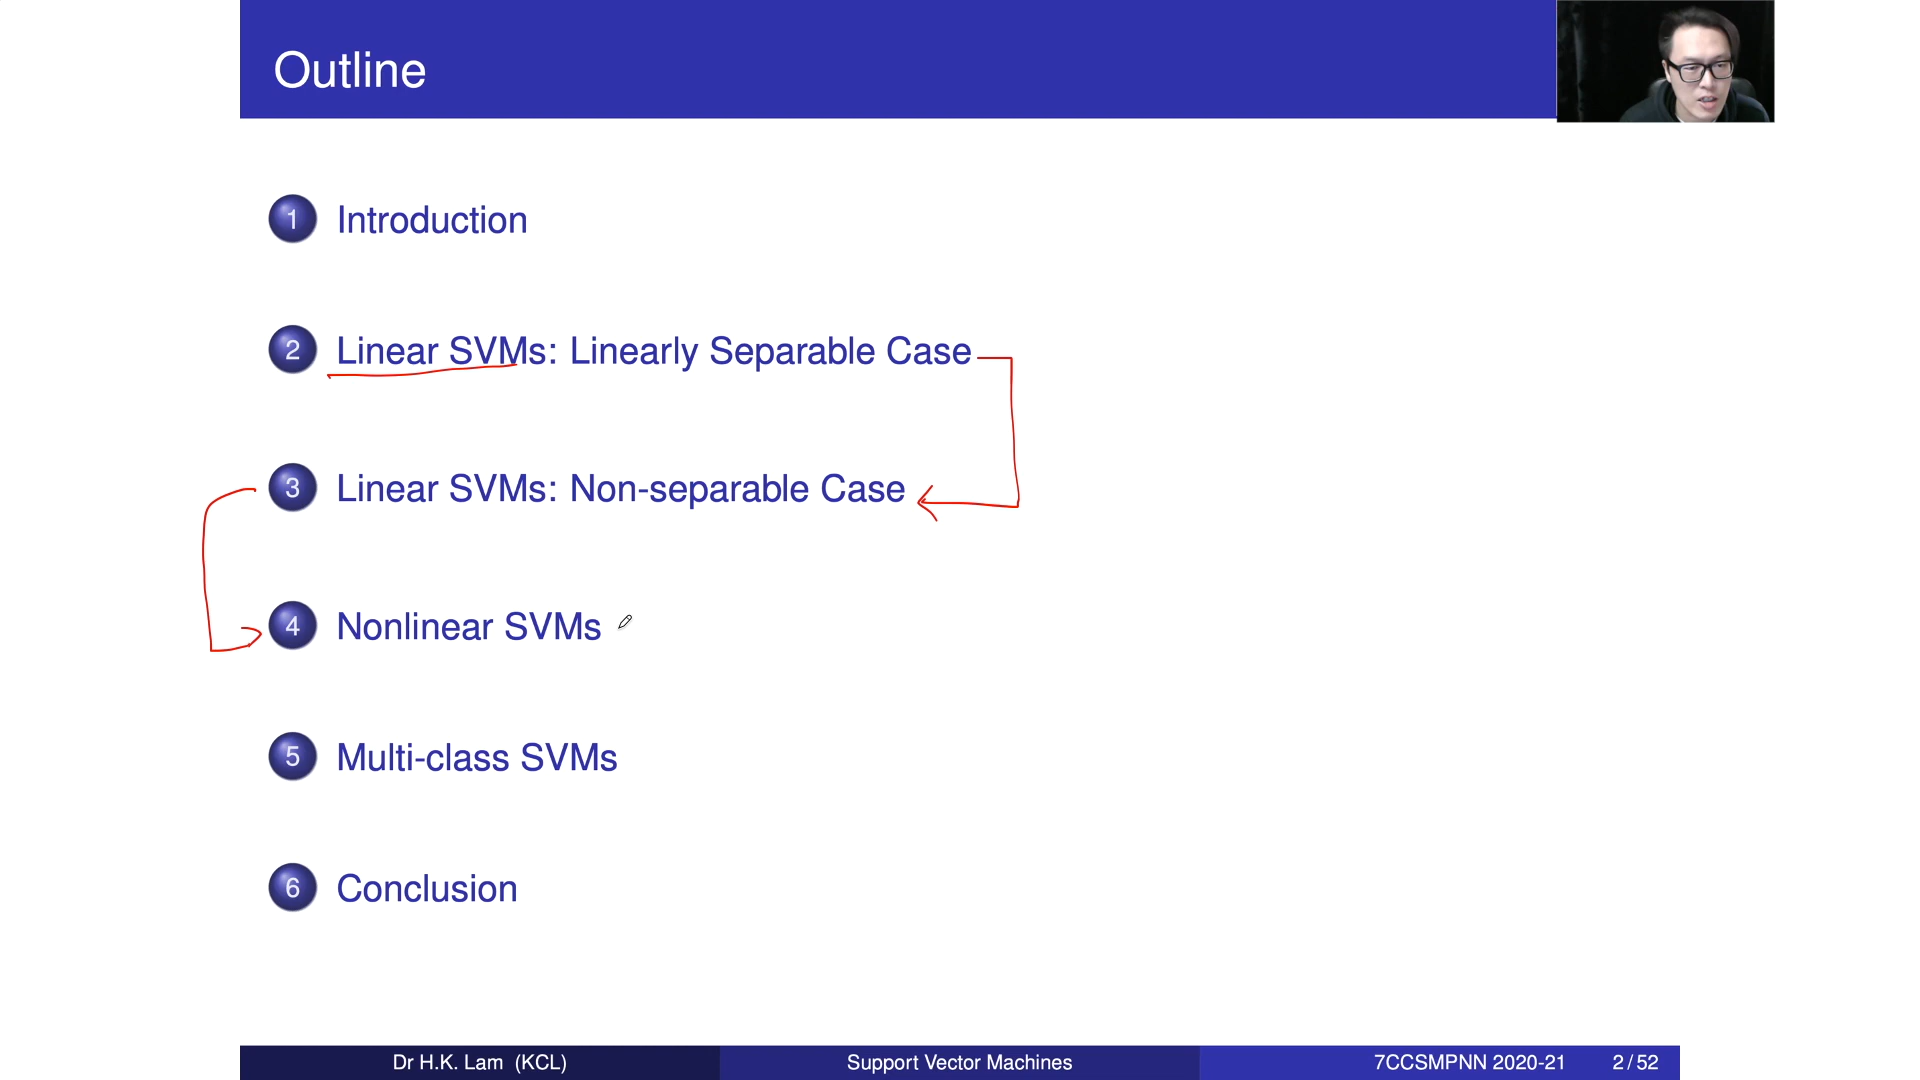 Outline
1 Introduction
2 Linear SVMs: Linearly Separable Case
3 Linear SVMs: Non-separable Case
4 Nonlinear SVMs
5 Multi-class SVMs
6 Conclusion
Dr H.K. Lam (KCL) Support Vector Machines 7CCSMPNN 2020-21 2 / 52